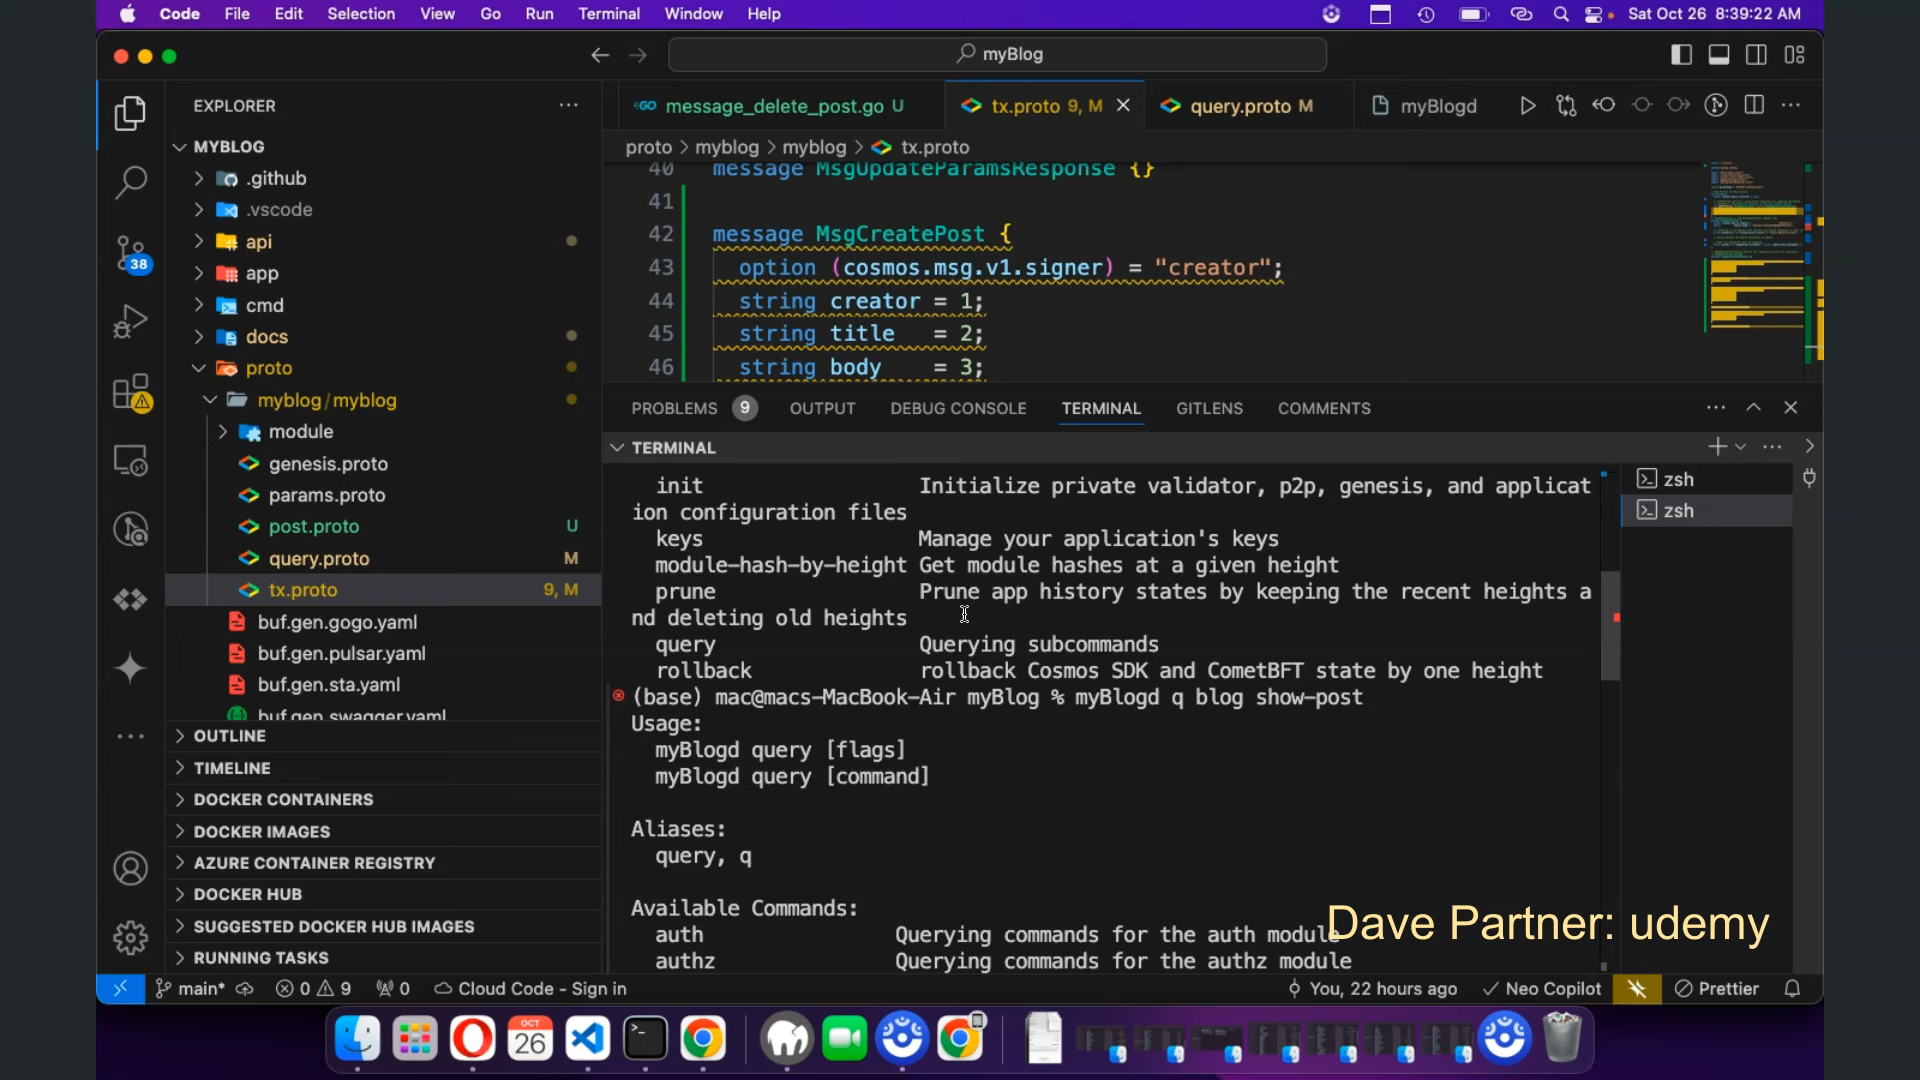 Code File Edit Selection View Go Run Terminal Window Help Sat Oct 26 8:39:22 AM
myBlog
EXPLORER
message_delete_post.go U tx.proto 9, M query.proto M myBlogd
MYBLOG
proto > myblog > myblog > tx.proto
.github
.vscode
api
app
cmd
docs
proto
myblog/myblog
module
genesis.proto
params.proto
post.proto U
query.proto M
tx.proto 9, M
buf.gen.gogo.yaml
buf.gen.pulsar.yaml
buf.gen.sta.yaml
buf.gen.swagger.yaml
38
OUTLINE
TIMELINE
DOCKER CONTAINERS
DOCKER IMAGES
AZURE CONTAINER REGISTRY
DOCKER HUB
SUGGESTED DOCKER HUB IMAGES
RUNNING TASKS
40 message MsgUpdateParamsResponse {}
41
42 message MsgCreatePost {
43 option (cosmos.msg.v1.signer) = "creator";
44 string creator = 1;
45 string title = 2;
46 string body = 3;
PROBLEMS 9 OUTPUT DEBUG CONSOLE TERMINAL GITLENS COMMENTS
TERMINAL
zsh
zsh
init Initialize private validator, p2p, genesis, and applicat
ion configuration files
keys Manage your application's keys
module-hash-by-height Get module hashes at a given height
prune Prune app history states by keeping the recent heights a
nd deleting old heights
query Querying subcommands
rollback rollback Cosmos SDK and CometBFT state by one height
(base) mac@macs-MacBook-Air myBlog % myBlogd q blog show-post
Usage:
myBlogd query [flags]
myBlogd query [command]
Aliases:
query, q
Available Commands:
auth Querying commands for the auth module
authz Querying commands for the authz module
Dave Partner: udemy
main* 0 9 0 Cloud Code - Sign in You, 22 hours ago Neo Copilot Prettier
OCT
26